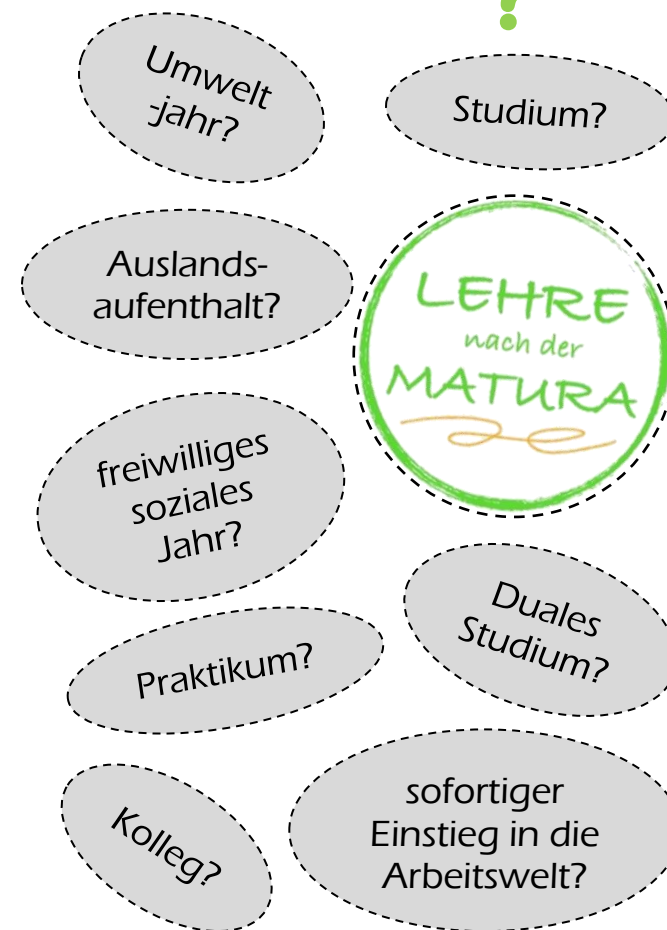 ?
Umwelt
-jahr?
Studium?
Auslands-
aufenthalt?
LEHRE
nach der
MATURA
freiwilliges
soziales
Jahr?
Duales
Studium?
Praktikum?
Kolleg?
sofortiger
Einstieg in die
Arbeitswelt?